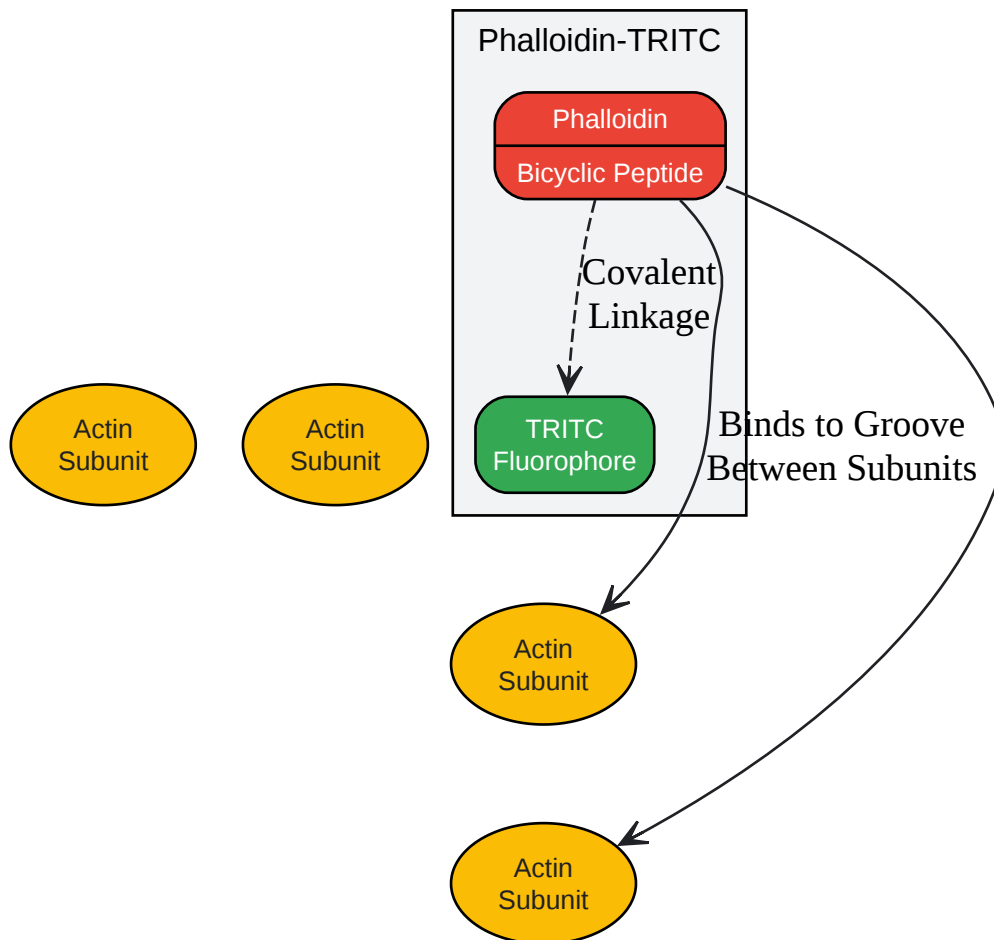 Phalloidin-TRITC
Phalloidin
Bicyclic Peptide
Covalent
Linkage
Actin
Subunit
Actin
Subunit
TRITC
Fluorophore
Binds to Groove
Between Subunits
Actin
Subunit
Actin
Subunit